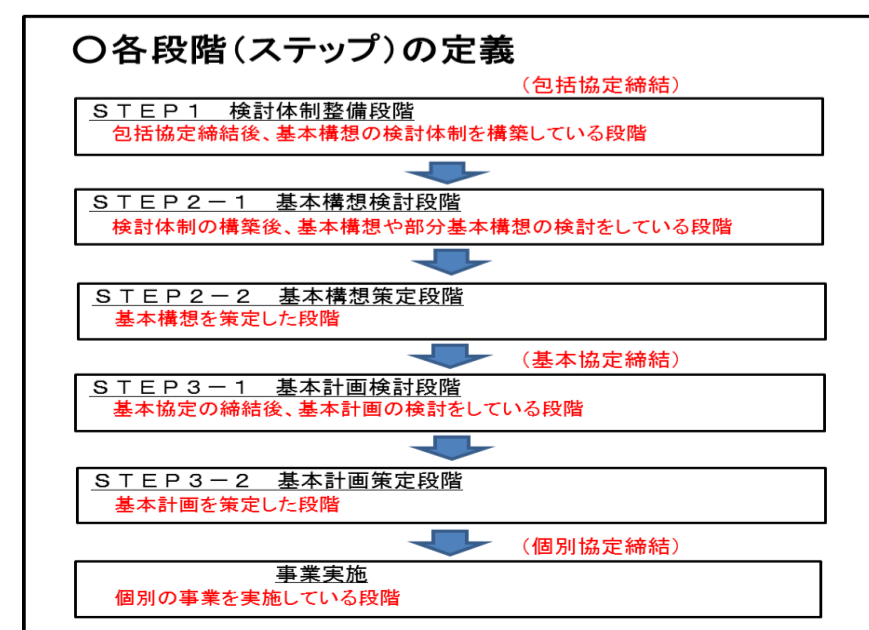 〇各段階(ステップ)の定義
(包括協定締結)
STEP1 検討体制整備段階
包括協定締結後、基本構想の検討体制を構築している段階
STEP2-1 基本構想検討段階
検討体制の構築後、基本構想や部分基本構想の検討をしている段階
STEP2-2 基本構想策定段階
基本構想を策定した段階
(基本協定締結)
STEP3-1 基本計画検討段階
基本協定の締結後、基本計画の検討をしている段階
STEP3-2 基本計画策定段階
基本計画を策定した段階
(個別協定締結)
事業実施
個別の事業を実施している段階